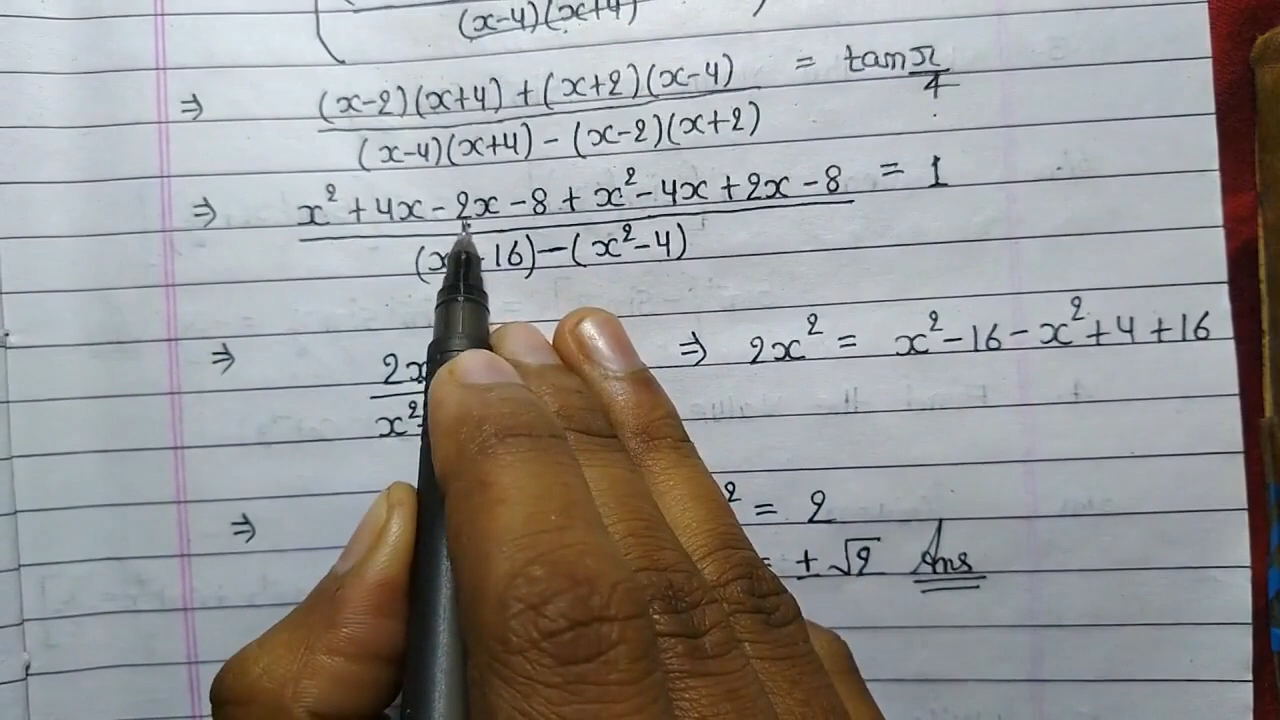 (x-4)(x+4)
⇒ (x-2)(x+4) + (x+2)(x-4) = tan π/4
(x-4)(x+4) - (x-2)(x+2)
⇒ x² + 4x - 2x - 8 + x² - 4x + 2x - 8 = 1
(x 16) - (x² - 4)
⇒ 2x ⇒ 2x² = x² - 16 - x² + 4 + 16
x²
⇒ ² = 2
= ± √2 Ans